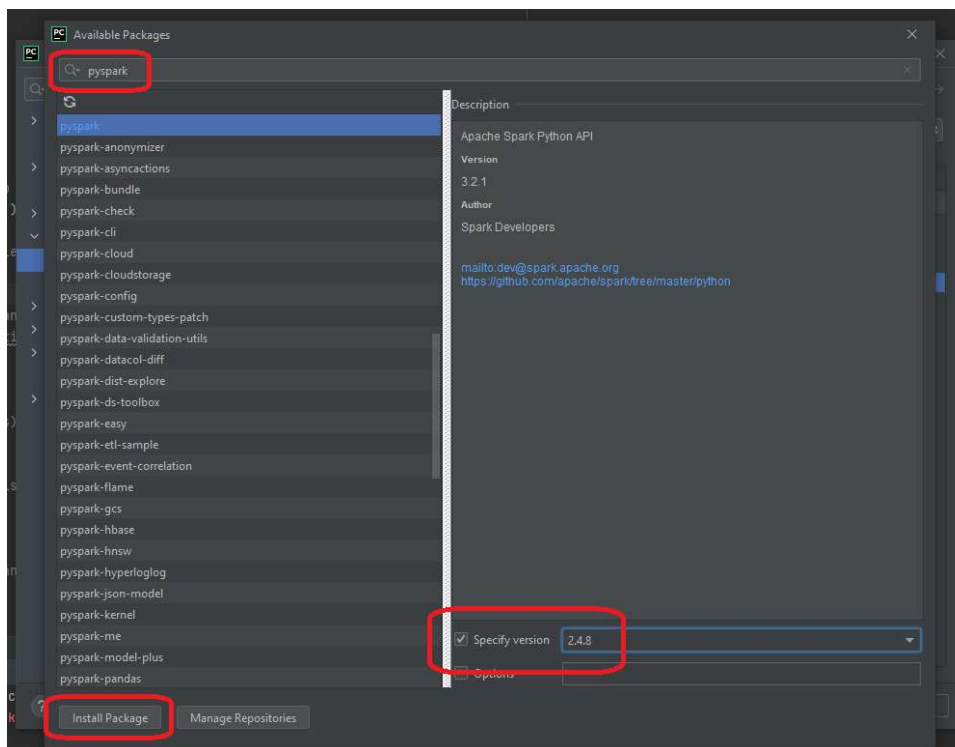 PC Available Packages
pyspark
Description
pyspark
pyspark-anonymizer
pyspark-asyncactions
pyspark-bundle
pyspark-check
pyspark-cli
pyspark-cloud
pyspark-cloudstorage
pyspark-config
pyspark-custom-types-patch
pyspark-data-validation-utils
pyspark-datacol-diff
pyspark-dist-explore
pyspark-ds-toolbox
pyspark-easy
pyspark-etl-sample
pyspark-event-correlation
pyspark-flame
pyspark-gcs
pyspark-hbase
pyspark-hnsw
pyspark-hyperloglog
pyspark-json-model
pyspark-kernel
pyspark-me
pyspark-model-plus
pyspark-pandas
Apache Spark Python API
Version
3.2.1
Author
Spark Developers
mailto:dev@spark.apache.org
https://github.com/apache/spark/tree/master/python
Specify version 2.4.8
Options
Install Package Manage Repositories